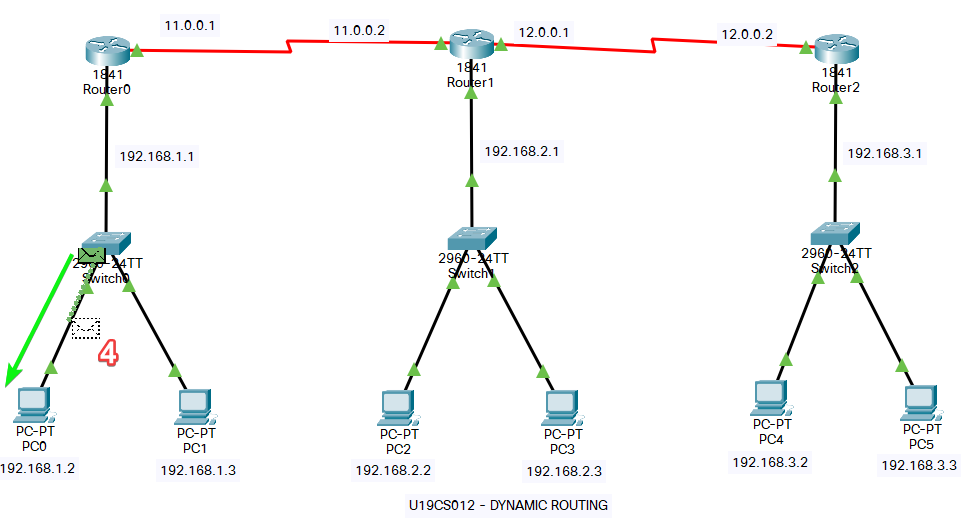 11.0.0.1
11.0.0.2
12.0.0.1
12.0.0.2
1841
Router0
1841
Router1
1841
Router2
192.168.1.1
192.168.2.1
192.168.3.1
2960-24TT
Switch0
2960-24TT
Switch1
2960-24TT
Switch2
4
PC-PT
PC0
PC-PT
PC1
PC-PT
PC2
PC-PT
PC3
PC-PT
PC4
PC-PT
PC5
192.168.1.2
192.168.1.3
192.168.2.2
192.168.2.3
192.168.3.2
192.168.3.3
U19CS012 - DYNAMIC ROUTING